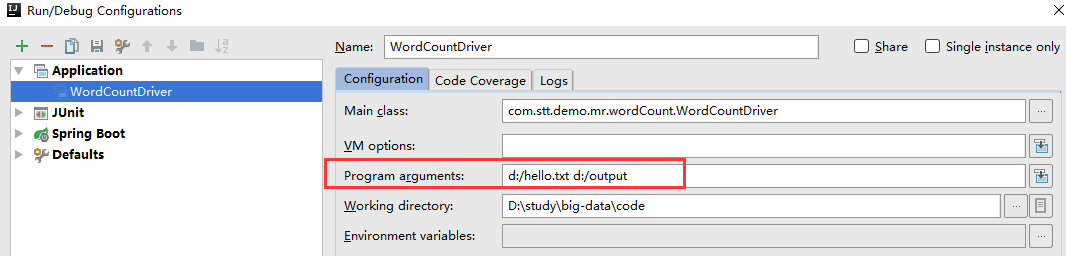 Run/Debug Configurations
Name: WordCountDriver Share Single instance only
Application
WordCountDriver
JUnit
Spring Boot
Defaults
Configuration Code Coverage Logs
Main class: com.stt.demo.mr.wordCount.WordCountDriver ...
VM options:
Program arguments: d:/hello.txt d:/output
Working directory: D:\study\big-data\code ...
Environment variables: ...